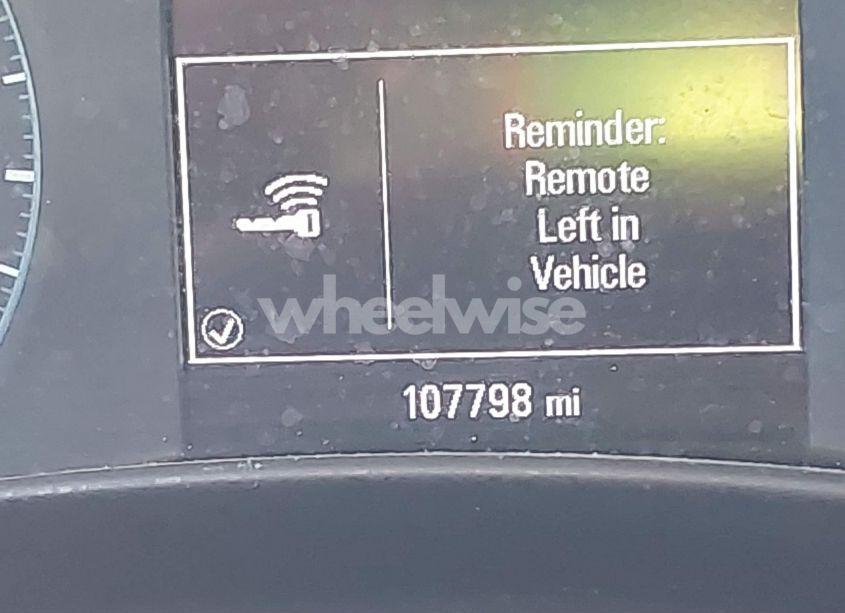 Reminder:
Remote
Left in
Vehicle
wheelwise
107798 mi